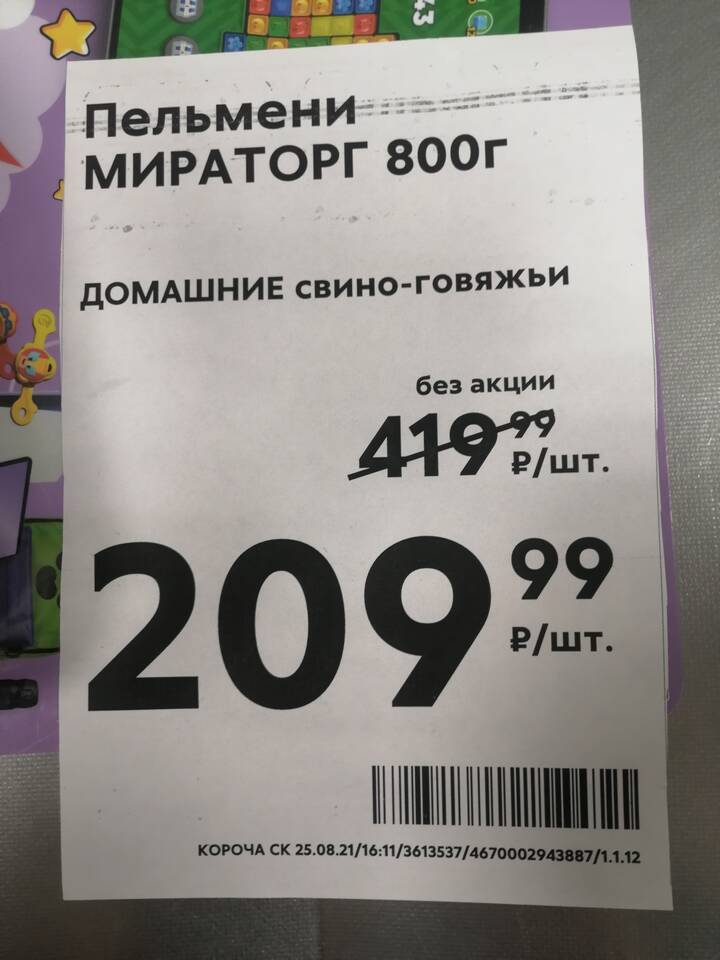 43
Пельмени
МИРАТОРГ 800г
ДОМАШНИЕ свино-говяжьи
без акции
419 99
₽/шт.
209 99
₽/шт.
КОРОЧА СК 25.08.21/16:11/3613537/4670002943887/1.1.12